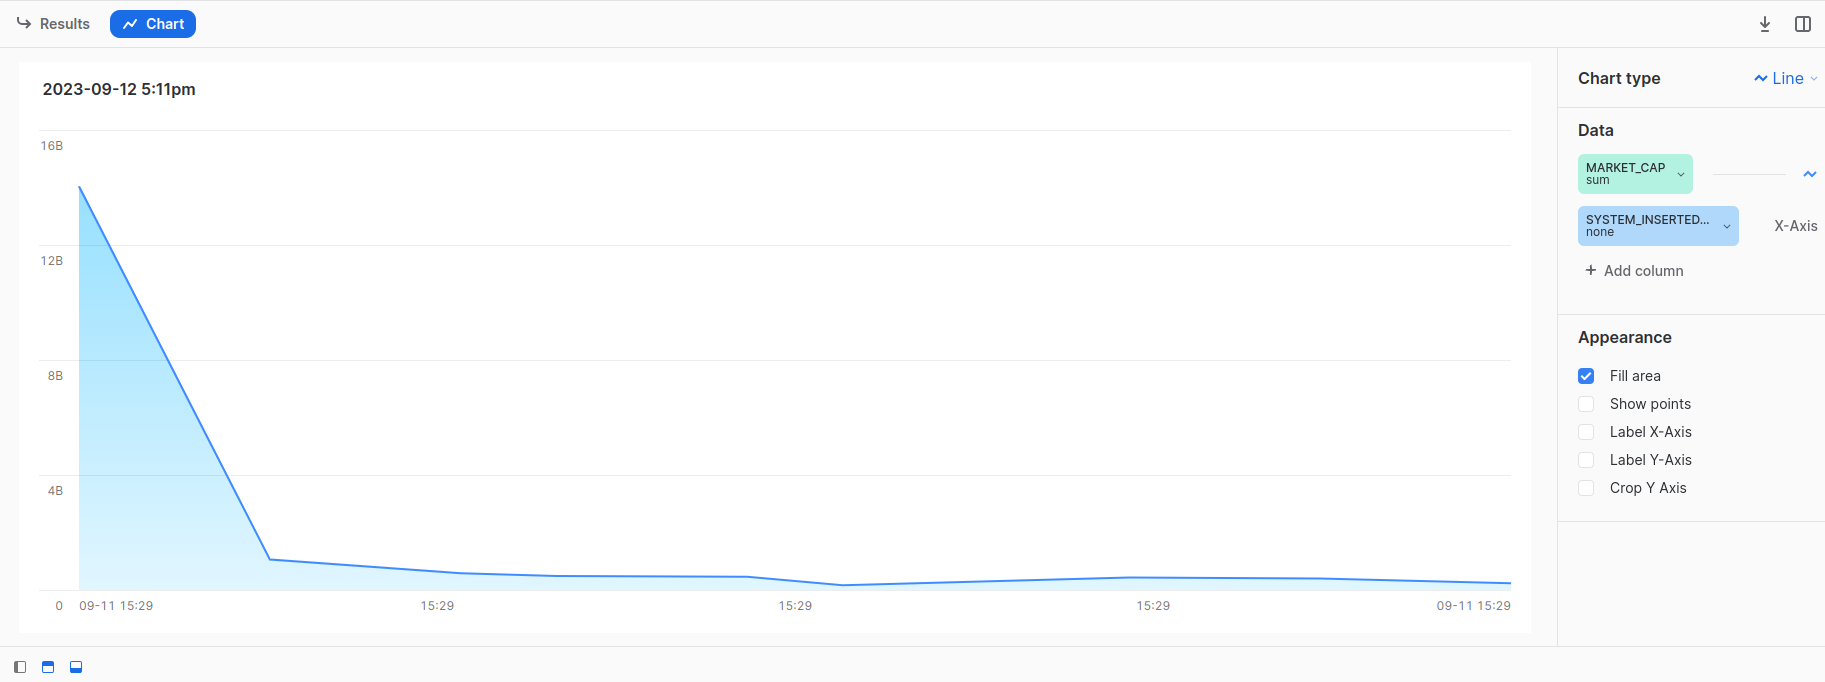 Results
Chart
2023-09-12 5:11pm
16B
12B
8B
4B
0
09-11 15:29
15:29
15:29
15:29
09-11 15:29
Chart type
Line
Data
MARKET_CAP
sum
SYSTEM_INSERTED...
none
X-Axis
+ Add column
Appearance
Fill area
Show points
Label X-Axis
Label Y-Axis
Crop Y Axis